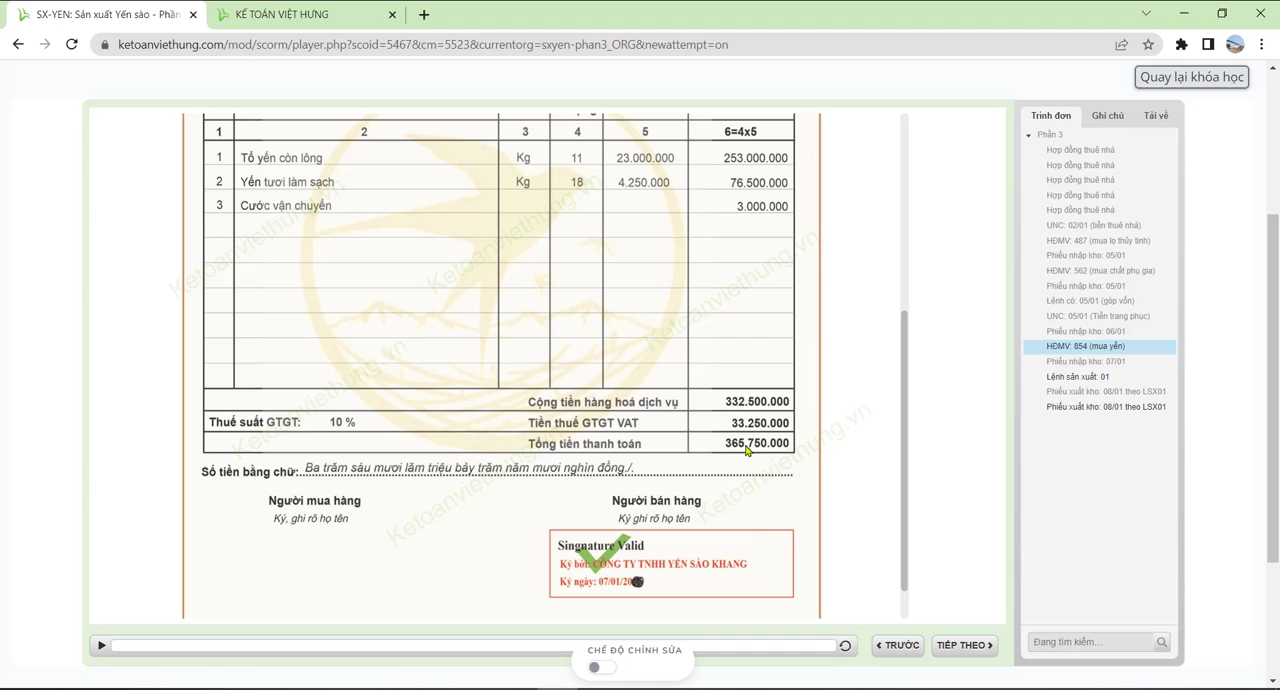 SX-YEN: Sản xuất Yến sào - Phần
KẾ TOÁN VIỆT HƯNG
ketoanviethung.com/mod/scorm/player.php?scoid=5467&cm=5523&currentorg=sxyen-phan3_ORG&newattempt=on
Quay lại khóa học
1 2 3 4 5 6=4x5
1 Tổ yến còn lông Kg 11 23.000.000 253.000.000
2 Yến tươi làm sạch Kg 18 4.250.000 76.500.000
3 Cước vận chuyển 3.000.000
Cộng tiền hàng hoá dịch vụ 332.500.000
Thuế suất GTGT: 10 % Tiền thuế GTGT VAT 33.250.000
Tổng tiền thanh toán 365.750.000
Số tiền bằng chữ: Ba trăm sáu mươi lăm triệu bảy trăm năm mươi nghìn đồng./.
Người mua hàng Người bán hàng
Ký, ghi rõ họ tên Ký ghi rõ họ tên
Singnature Valid
Ký bởi: CÔNG TY TNHH YẾN SÀO KHANG
Ký ngày: 07/01/20
Ketoanviethung.vn
Ketoanviethung.vn
Ketoanviethung.vn
Ketoanviethung.vn
Ketoanviethung.vn
Ketoanviethung.vn
Trình đơn Ghi chú Tải về
Phần 3
Hợp đồng thuê nhà
Hợp đồng thuê nhà
Hợp đồng thuê nhà
Hợp đồng thuê nhà
Hợp đồng thuê nhà
UNC: 02/01 (tiền thuê nhà)
HĐMV: 487 (mua lọ thủy tinh)
Phiếu nhập kho: 05/01
HĐMV: 562 (mua chất phụ gia)
Phiếu nhập kho: 05/01
Lệnh có: 05/01 (góp vốn)
UNC: 05/01 (Tiền trang phục)
Phiếu nhập kho: 06/01
HĐMV: 854 (mua yến)
Phiếu nhập kho: 07/01
Lệnh sản xuất: 01
Phiếu xuất kho: 08/01 theo LSX01
Phiếu xuất kho: 08/01 theo LSX01
Đang tìm kiếm...
TRƯỚC TIẾP THEO
CHẾ ĐỘ CHỈNH SỬA